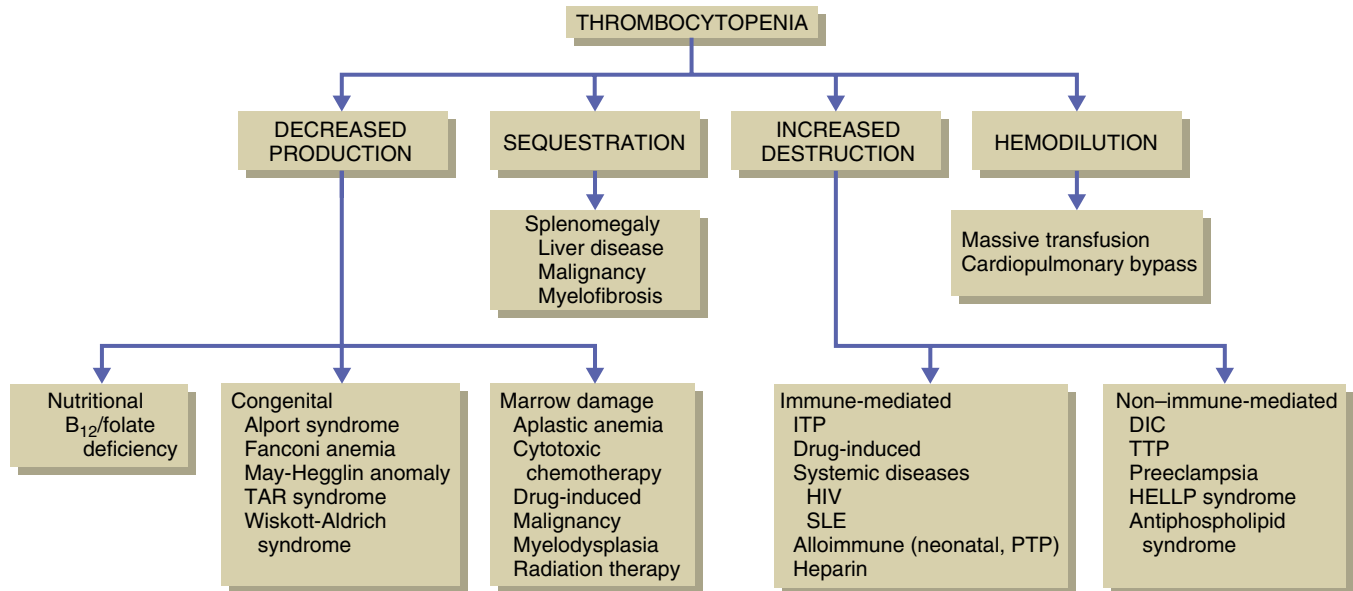 THROMBOCYTOPENIA
DECREASED
PRODUCTION
SEQUESTRATION
INCREASED
DESTRUCTION
HEMODILUTION
Splenomegaly
Liver disease
Malignancy
Myelofibrosis
Massive transfusion
Cardiopulmonary bypass
Nutritional
B12/folate
deficiency
Congenital
Alport syndrome
Fanconi anemia
May-Hegglin anomaly
TAR syndrome
Wiskott-Aldrich
syndrome
Marrow damage
Aplastic anemia
Cytotoxic
chemotherapy
Drug-induced
Malignancy
Myelodysplasia
Radiation therapy
Immune-mediated
ITP
Drug-induced
Systemic diseases
HIV
SLE
Alloimmune (neonatal, PTP)
Heparin
Non–immune-mediated
DIC
TTP
Preeclampsia
HELLP syndrome
Antiphospholipid
syndrome